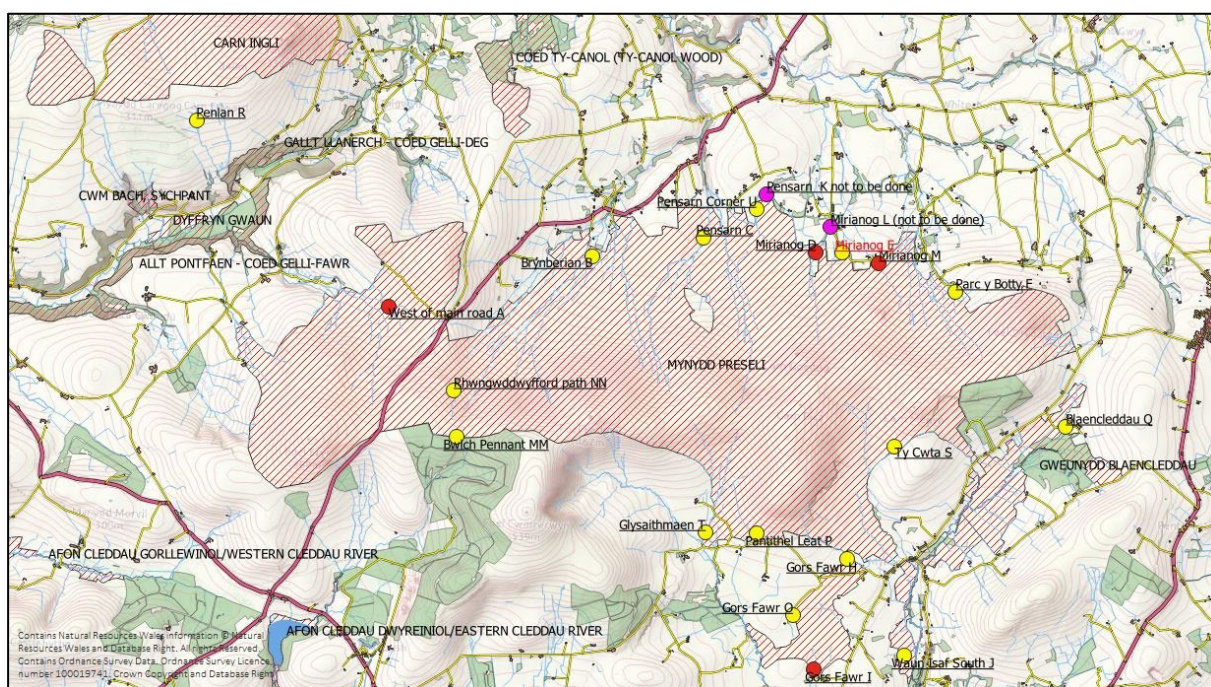 CARN INGLI
COED TY-CANOL (TY-CANOL WOOD)
Penlan R
GALLT LLANERCH - COED GELLI-DEG
CWM BACH, SYCHPANT
Pensarn K not to be done
Pensarn Corner U
DYFFRYN GWAUN
Mirianog L (not to be done)
Pensarn C
Mirianog D
Mirianog E
Mirianog M
ALLT PONTFAEN - COED GELLI-FAWR
Brynberian B
Parc y Botty F
West of main road A
MYNYDD PRESELI
Rhwngwddwyfford path NN
Blaencleddau Q
Bwlch Pennant MM
Ty Cwta S
GWEUNYDD BLAENCLEDDAU
Glysaithmaen T
Pantithel Leat P
AFON CLEDDAU GORLLEWINOL/WESTERN CLEDDAU RIVER
Gors Fawr H
Gors Fawr O
AFON CLEDDAU DWYREINIOL/EASTERN CLEDDAU RIVER
Waun Isaf South J
Gors Fawr I
Contains Natural Resources Wales information © Natural
Resources Wales and Database Right. All rights Reserved.
Contains Ordnance Survey Data. Ordnance Survey Licence
number 100019741. Crown Copyright and Database Right